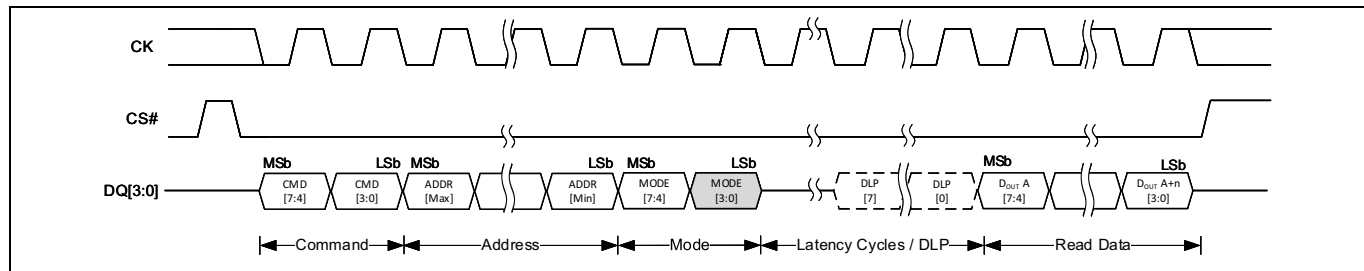 CK
CS#
MSb LSb MSb LSb MSb LSb MSb LSb
DQ[3:0] CMD CMD ADDR ADDR MODE MODE DLP DLP DOUT A DOUT A+n
[7:4] [3:0] [Max] [Min] [7:4] [3:0] [7] [0] [7:4] [3:0]
Command Address Mode Latency Cycles / DLP Read Data